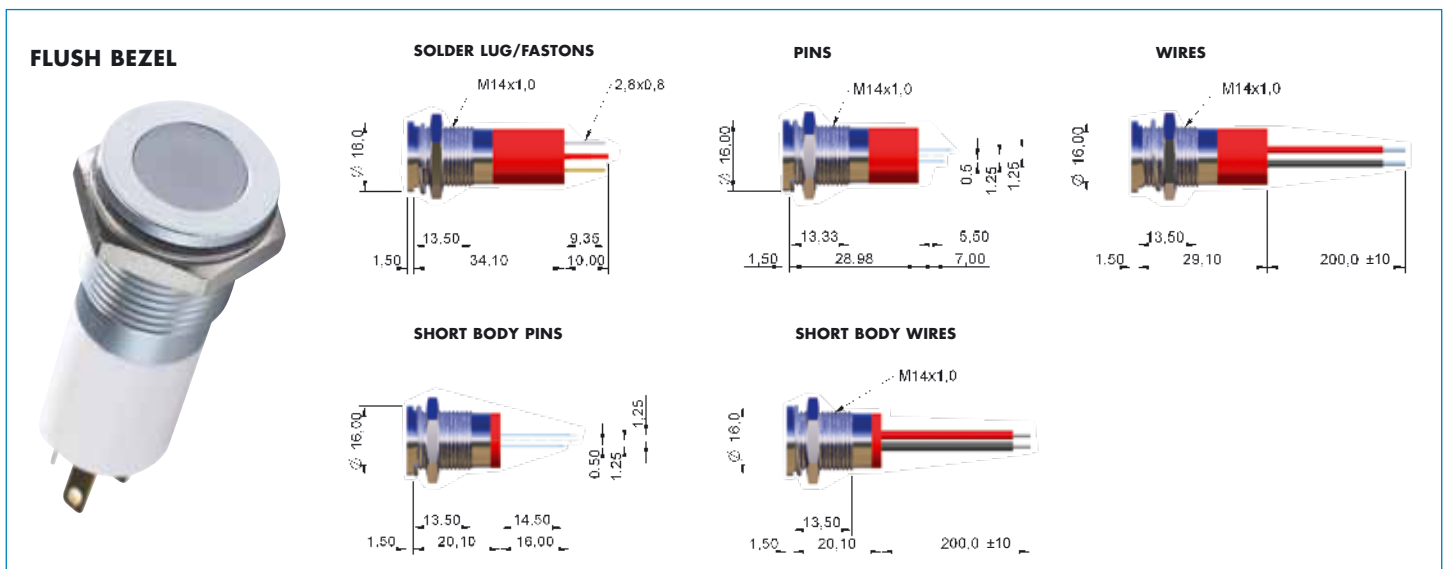 FLUSH BEZEL
SOLDER LUG/FASTONS
M14x1,0
2,8x0,8
Ø 16,0
13,50
9,35
1,50
34,10
10,00
PINS
M14x1,0
Ø 16,00
0.5
1.25
1.25
13,33
5,50
1,50
28.98
7,00
WIRES
M14x1,0
Ø 16,00
13,50
1.50
29,10
200,0 ±10
SHORT BODY PINS
Ø 16,00
1,25
0.50
1.25
13.50
14.50
1,50
20,10
16,00
SHORT BODY WIRES
M14x1,0
Ø 16,0
13,50
1,50
20,10
200,0 ±10